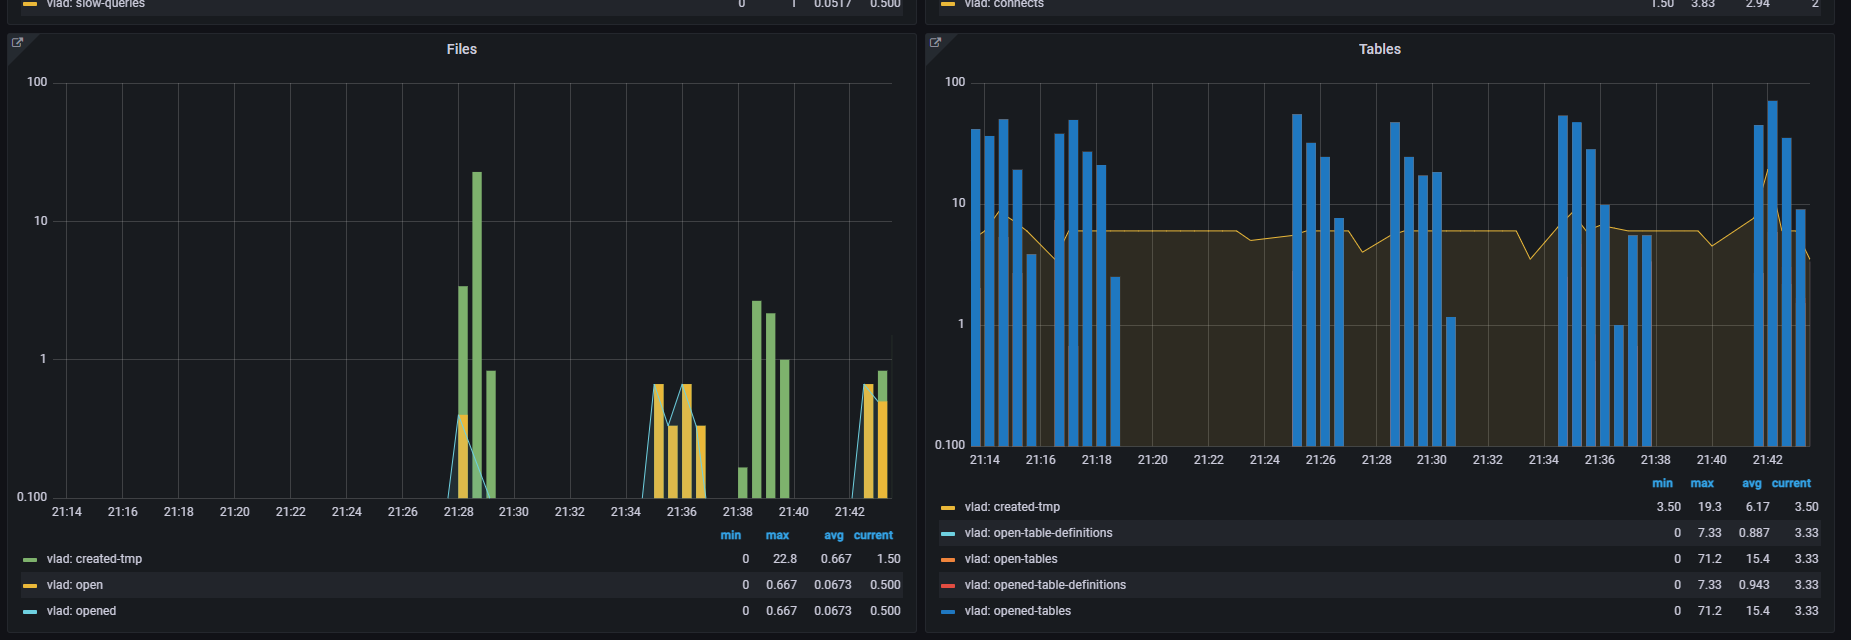 vlad: slow-queries 0 1 0.0517 0.500
vlad: connects 1.50 3.83 2.94 2
Files
100
10
1
0.100
21:14 21:16 21:18 21:20 21:22 21:24 21:26 21:28 21:30 21:32 21:34 21:36 21:38 21:40 21:42
min max avg current
vlad: created-tmp 0 22.8 0.667 1.50
vlad: open 0 0.667 0.0673 0.500
vlad: opened 0 0.667 0.0673 0.500
Tables
100
10
1
0.100
21:14 21:16 21:18 21:20 21:22 21:24 21:26 21:28 21:30 21:32 21:34 21:36 21:38 21:40 21:42
min max avg current
vlad: created-tmp 3.50 19.3 6.17 3.50
vlad: open-table-definitions 0 7.33 0.887 3.33
vlad: open-tables 0 71.2 15.4 3.33
vlad: opened-table-definitions 0 7.33 0.943 3.33
vlad: opened-tables 0 71.2 15.4 3.33